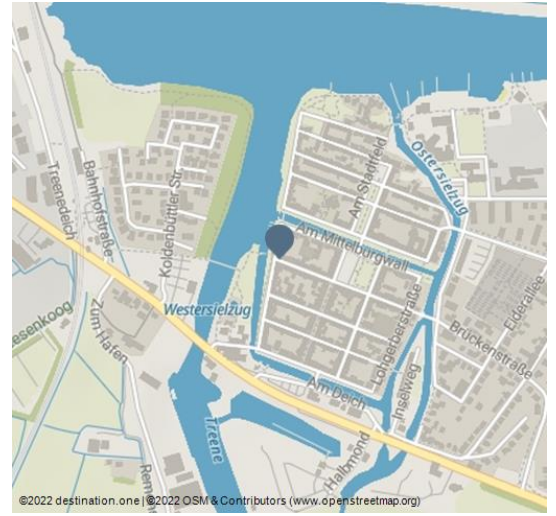 Treenedeich
Bahnhofstraße
Koldenbüttler Str.
Am Stadtfeld
Ostersielzug
Am Mittelburgwall
Westersielzug
Lohgerberstraße
Brückenstraße
Eiderallee
esenkoog
Zum Hafen
Am Deich
Inselweg
Treene
Halbmond
Remm
©2022 destination.one | ©2022 OSM & Contributors (www.openstreetmap.org)